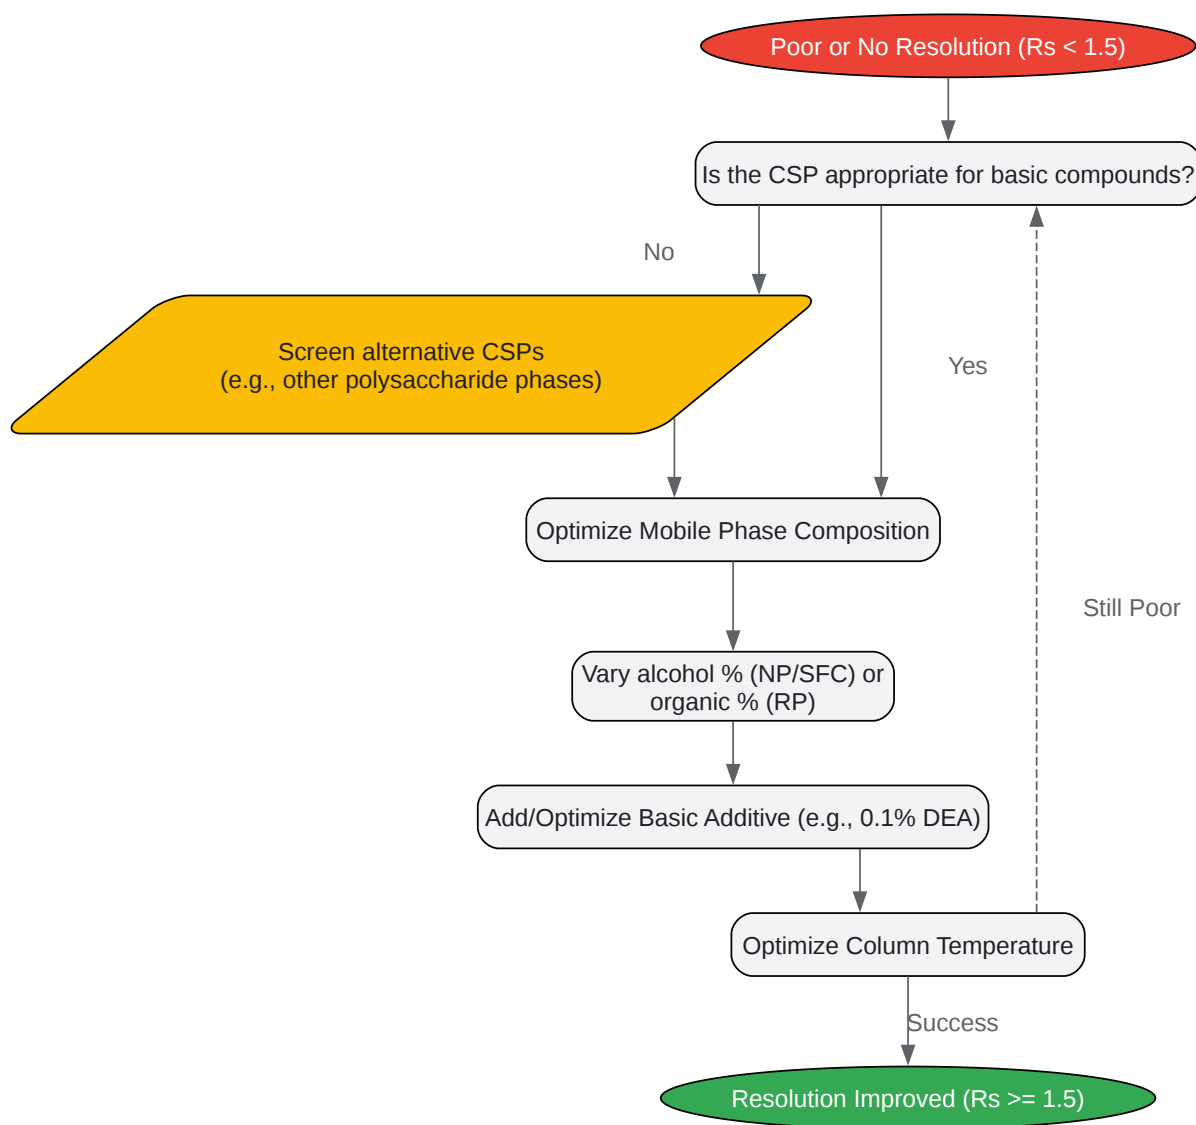 Poor or No Resolution (Rs < 1.5)
Is the CSP appropriate for basic compounds?
No
Screen alternative CSPs
(e.g., other polysaccharide phases)
Yes
Optimize Mobile Phase Composition
Still Poor
Vary alcohol % (NP/SFC) or
organic % (RP)
Add/Optimize Basic Additive (e.g., 0.1% DEA)
Optimize Column Temperature
Success
Resolution Improved (Rs >= 1.5)